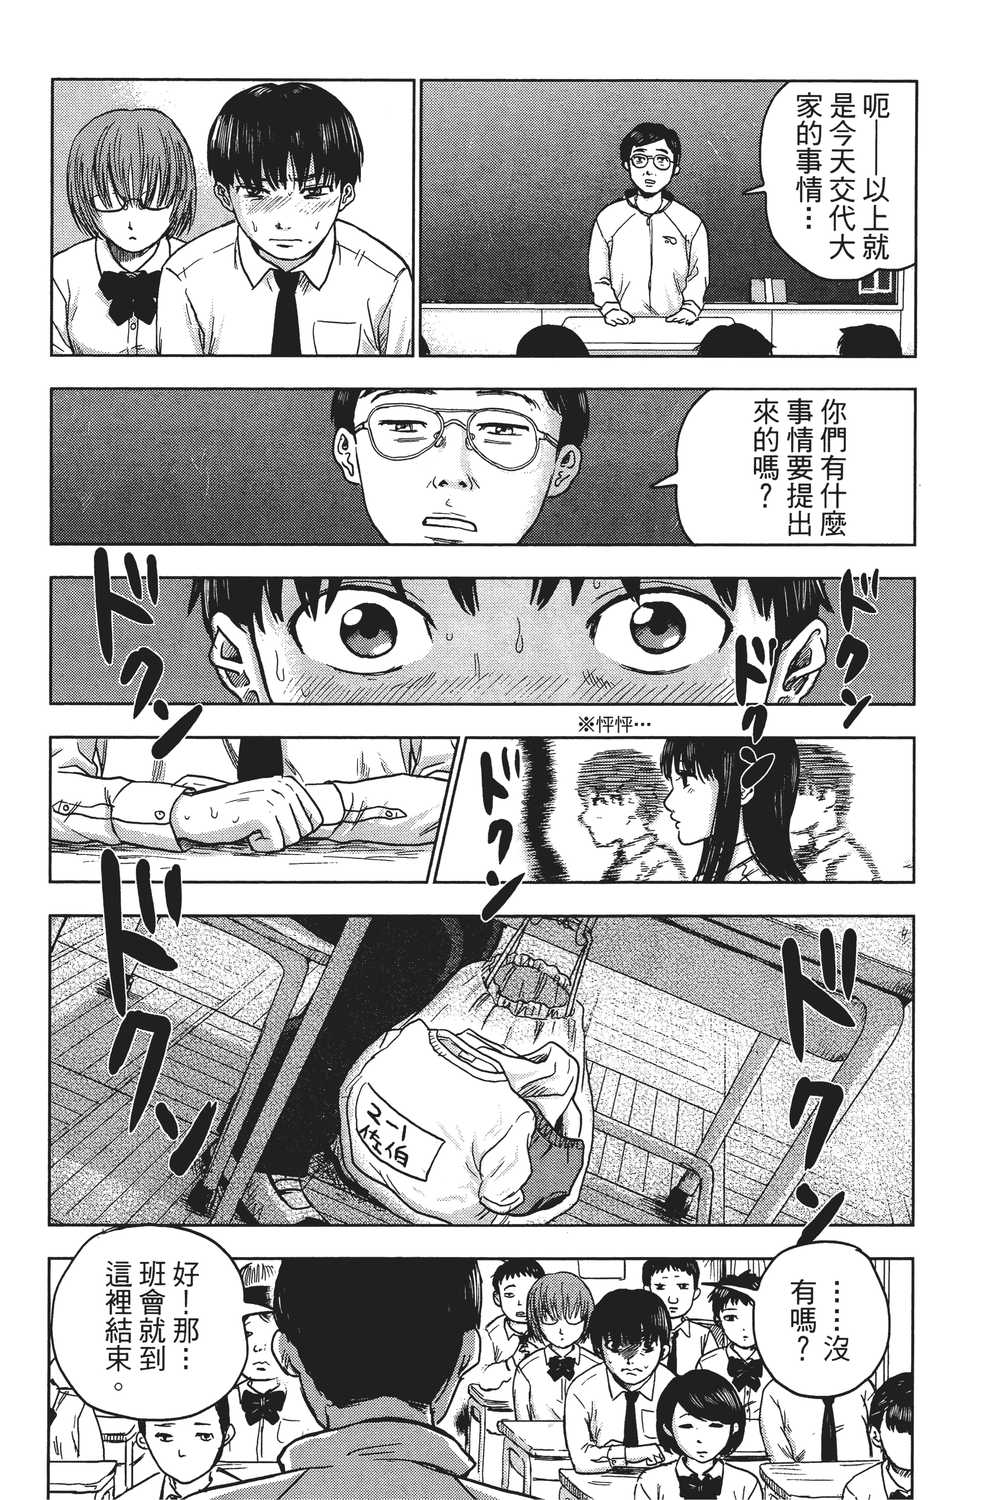 呃——以上就
是今天交代大
家的事情…
你們有什麼
事情要提出
來的嗎?
ドクン
ドクン
ドクン
※怦怦…
ドクン
ドクン
ドクン
2-1
佐伯
……沒
有嗎?
好!那…
班會就到
這裡結束。